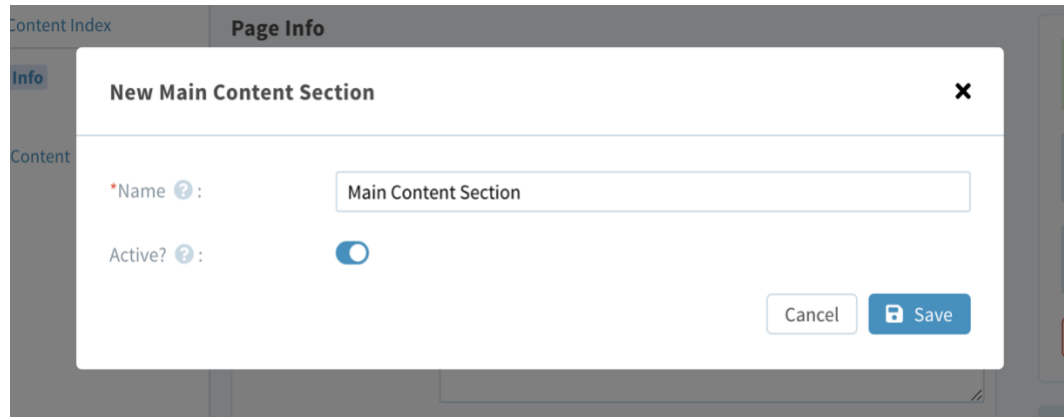 Content Index
Page Info
Info
New Main Content Section
Content
*Name ? :
Main Content Section
Active? ? :
Cancel
Save